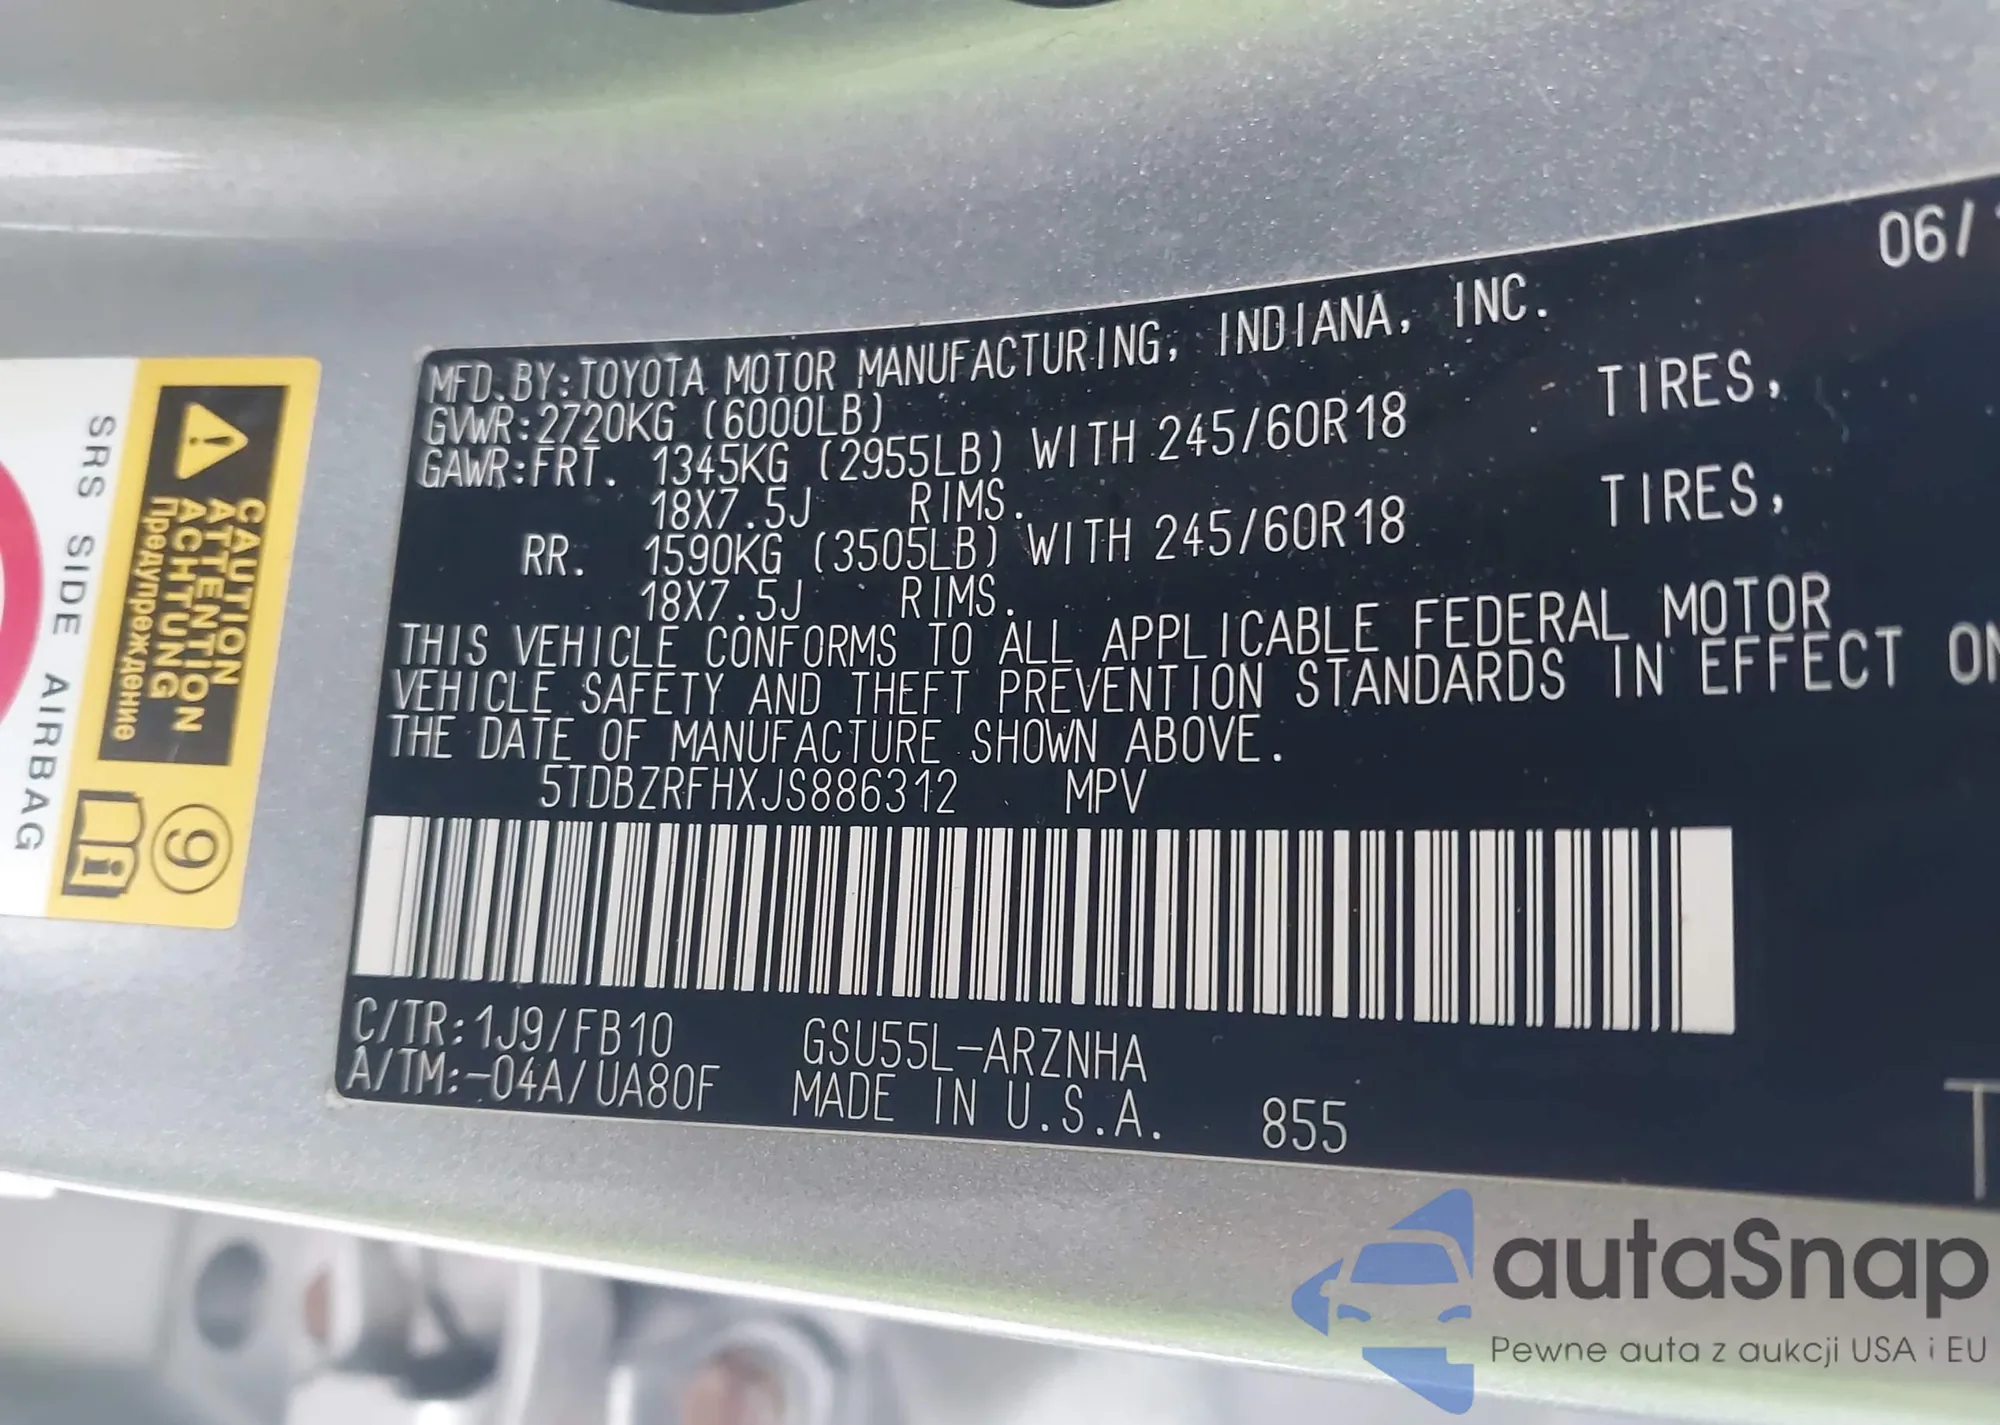 06/
MFD.BY:TOYOTA MOTOR MANUFACTURING, INDIANA, INC.
GVWR:2720KG (6000LB)
GAWR:FRT. 1345KG (2955LB) WITH 245/60R18 TIRES,
18X7.5J RIMS.
RR. 1590KG (3505LB) WITH 245/60R18 TIRES,
18X7.5J RIMS.
THIS VEHICLE CONFORMS TO ALL APPLICABLE FEDERAL MOTOR
VEHICLE SAFETY AND THEFT PREVENTION STANDARDS IN EFFECT ON
THE DATE OF MANUFACTURE SHOWN ABOVE.
5TDBZRFHXJS886312 MPV
C/TR:1J9/FB10 GSU55L-ARZNHA
A/TM:-04A/UA80F MADE IN U.S.A. 855
CAUTION
ATTENTION
ACHTUNG
Предупреждение
9
SRS SIDE AIRBAG
autaSnap
Pewne auta z aukcji USA i EU